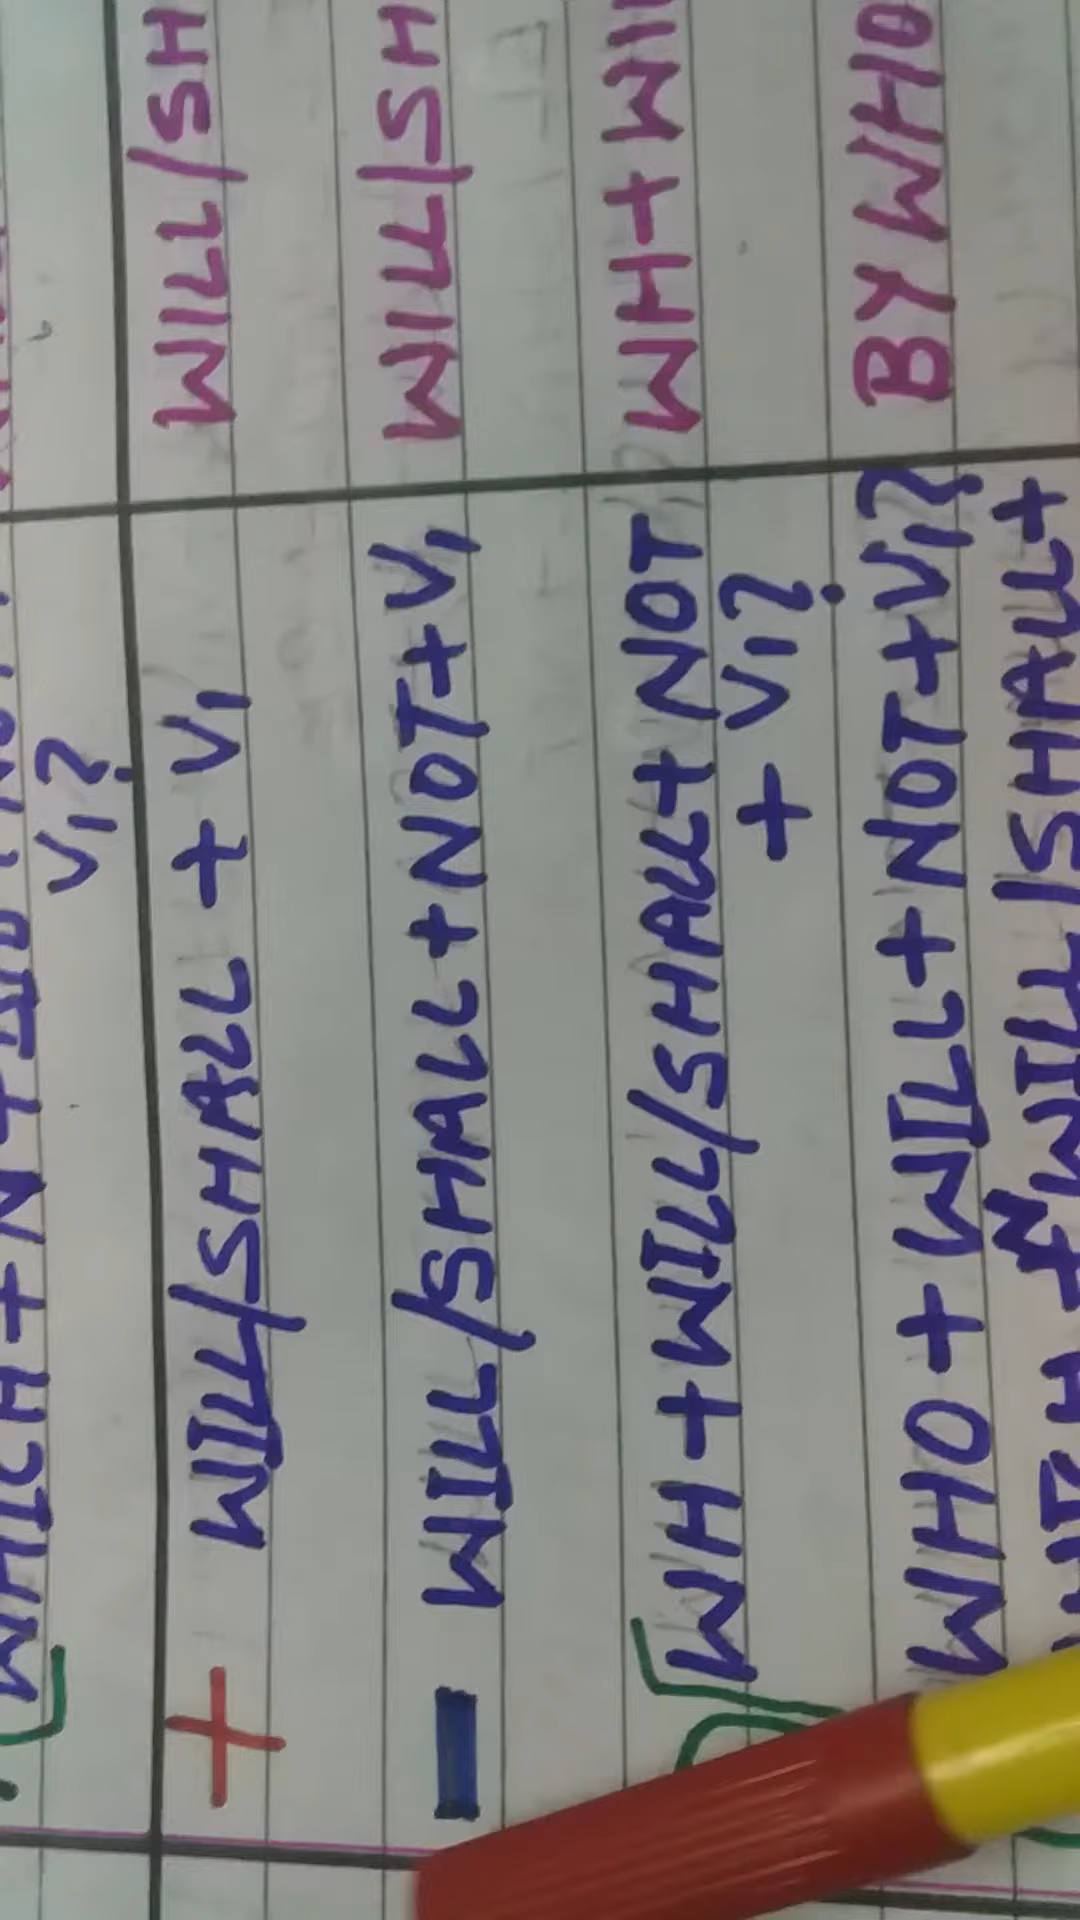 WHICH + N +
V1?
+ WILL/SHALL + V1 WILL/SH
- WILL/SHALL + NOT + V1 WILL/SH
WH + WILL/SHALL + NOT WH +
+ V1?
WHO + WILL + NOT + V1? BY WHO
+ N WILL/SHALL +